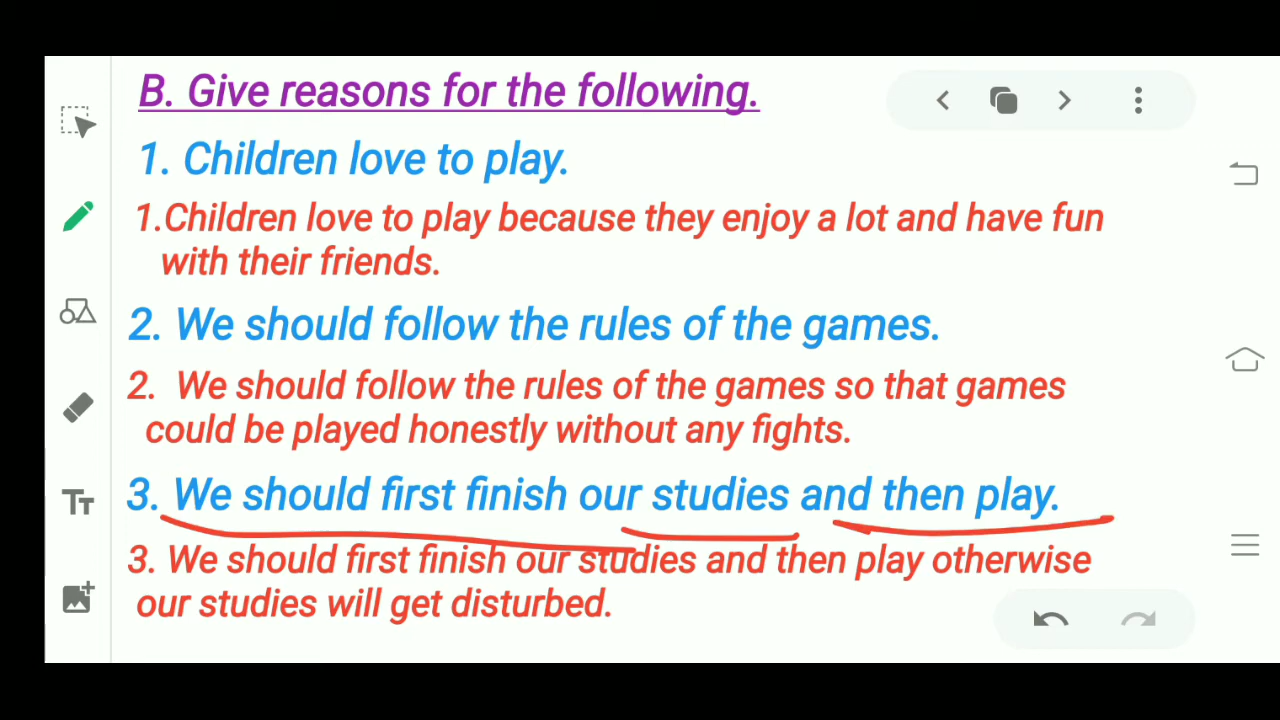 B. Give reasons for the following.
1. Children love to play.
1.Children love to play because they enjoy a lot and have fun
with their friends.
2. We should follow the rules of the games.
2. We should follow the rules of the games so that games
could be played honestly without any fights.
3. We should first finish our studies and then play.
3. We should first finish our studies and then play otherwise
our studies will get disturbed.
TT